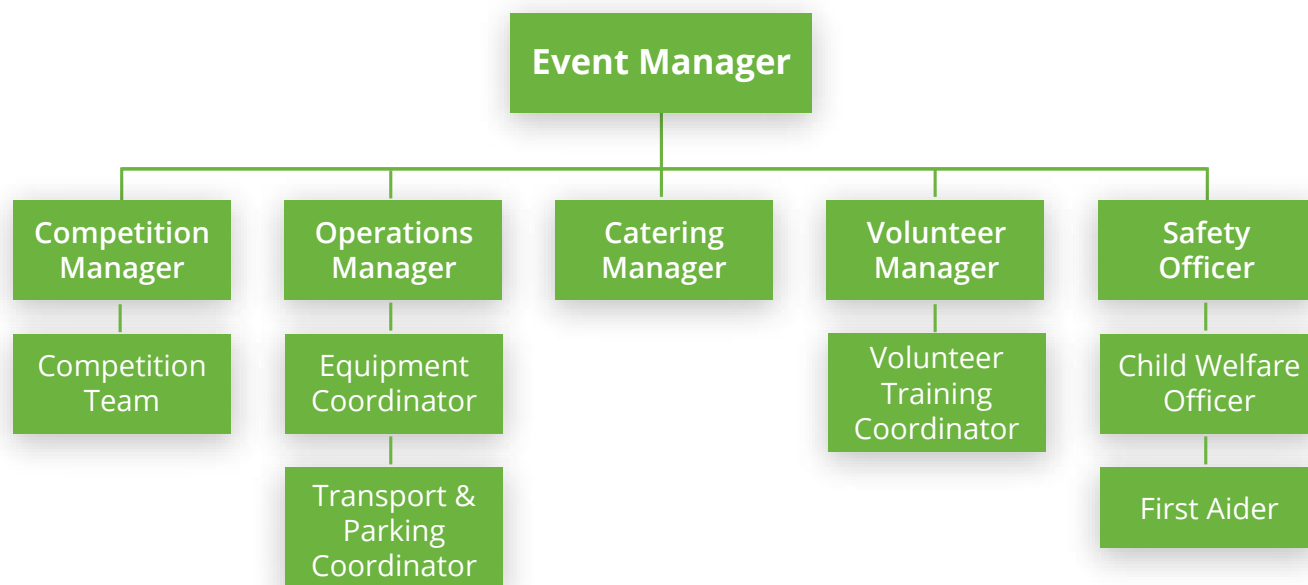 Event Manager
Competition
Manager
Operations
Manager
Catering
Manager
Volunteer
Manager
Safety
Officer
Competition
Team
Equipment
Coordinator
Volunteer
Training
Coordinator
Child Welfare
Officer
Transport &
Parking
Coordinator
First Aider